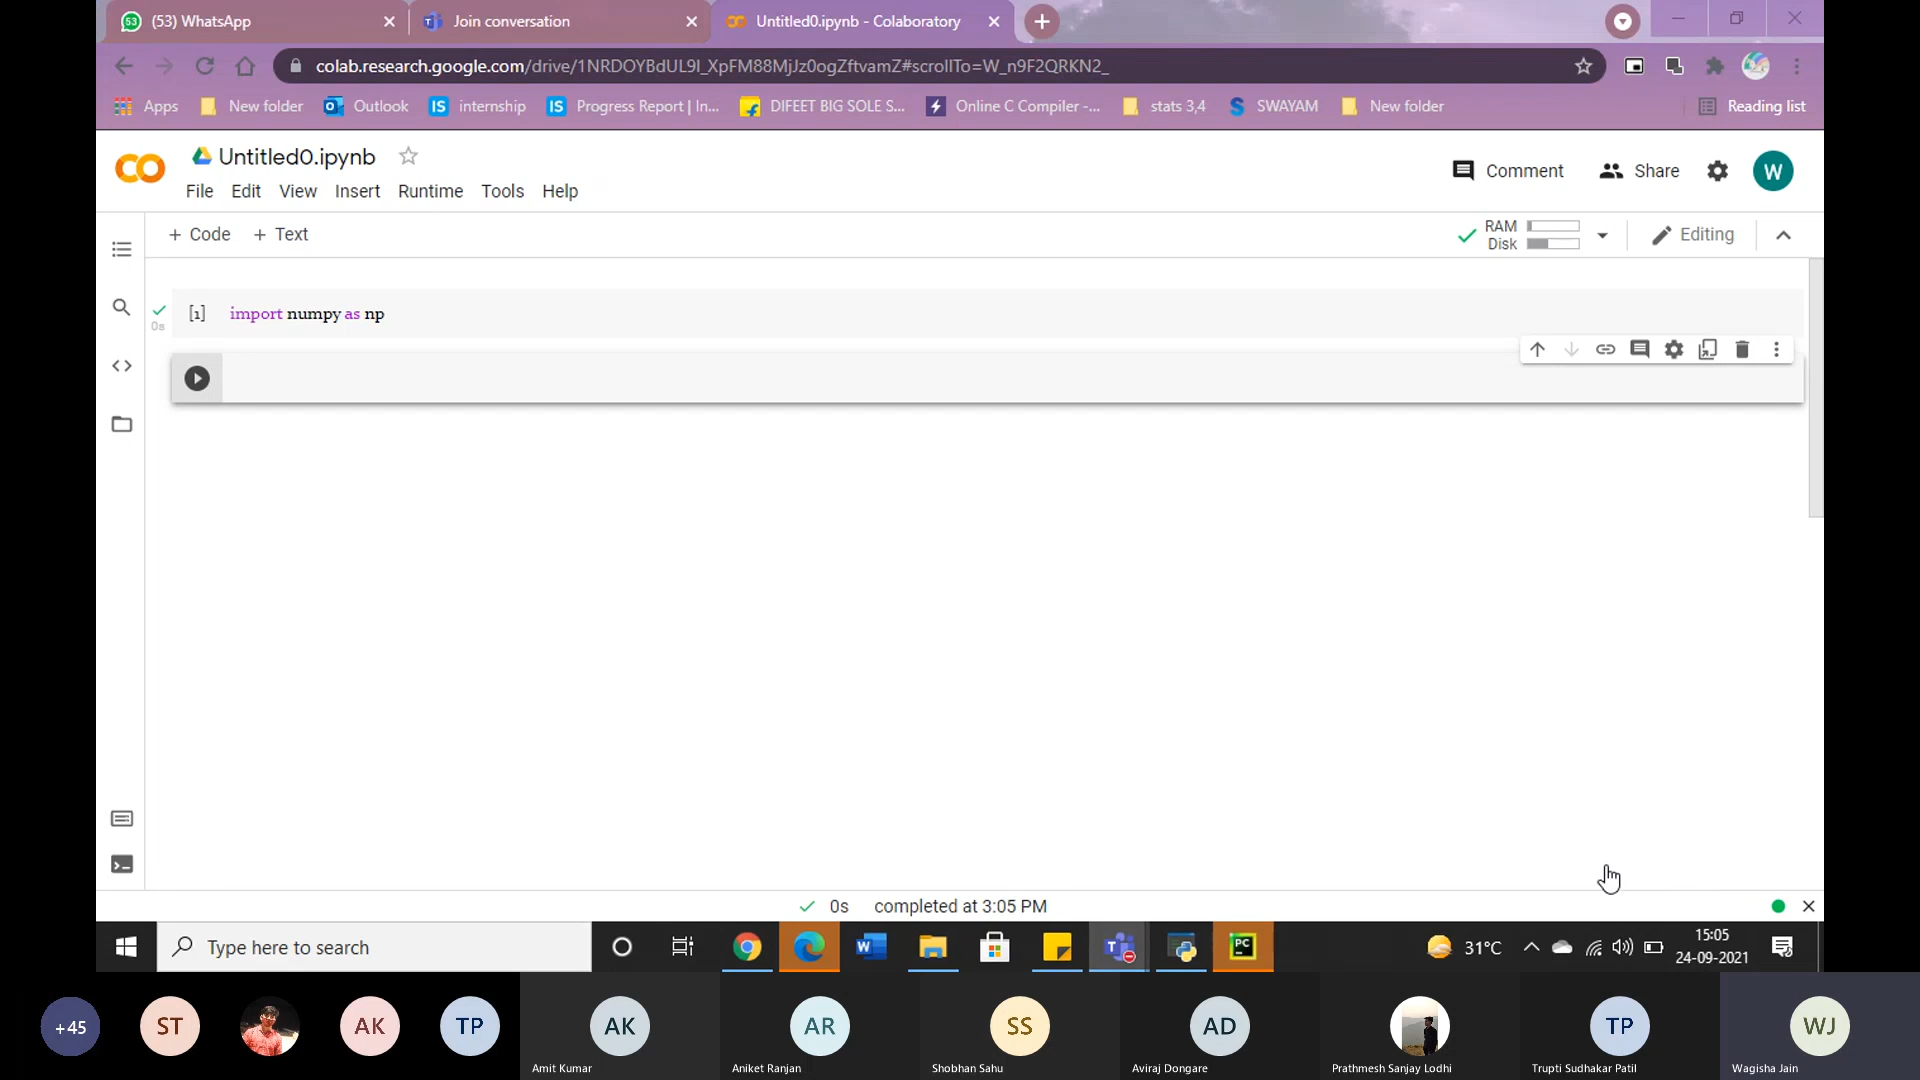 53 (53) WhatsApp
Join conversation
Untitled0.ipynb - Colaboratory
colab.research.google.com/drive/1NRDOYBdUL9I_XpFM88MjJz0ogZftvamZ#scrollTo=W_n9F2QRKN2_
Apps New folder Outlook IS internship IS Progress Report | In... DIFEET BIG SOLE S... Online C Compiler -... stats 3,4 SWAYAM New folder Reading list
CO Untitled0.ipynb
Comment Share W
File Edit View Insert Runtime Tools Help
+ Code + Text
RAM
Disk
Editing
[1] import numpy as np
0s
0s completed at 3:05 PM
Type here to search
PC
31°C
15:05
24-09-2021
+45 ST AK TP AK AR SS AD TP WJ
Amit Kumar Aniket Ranjan Shobhan Sahu Aviraj Dongare Prathmesh Sanjay Lodhi Trupti Sudhakar Patil Wagisha Jain